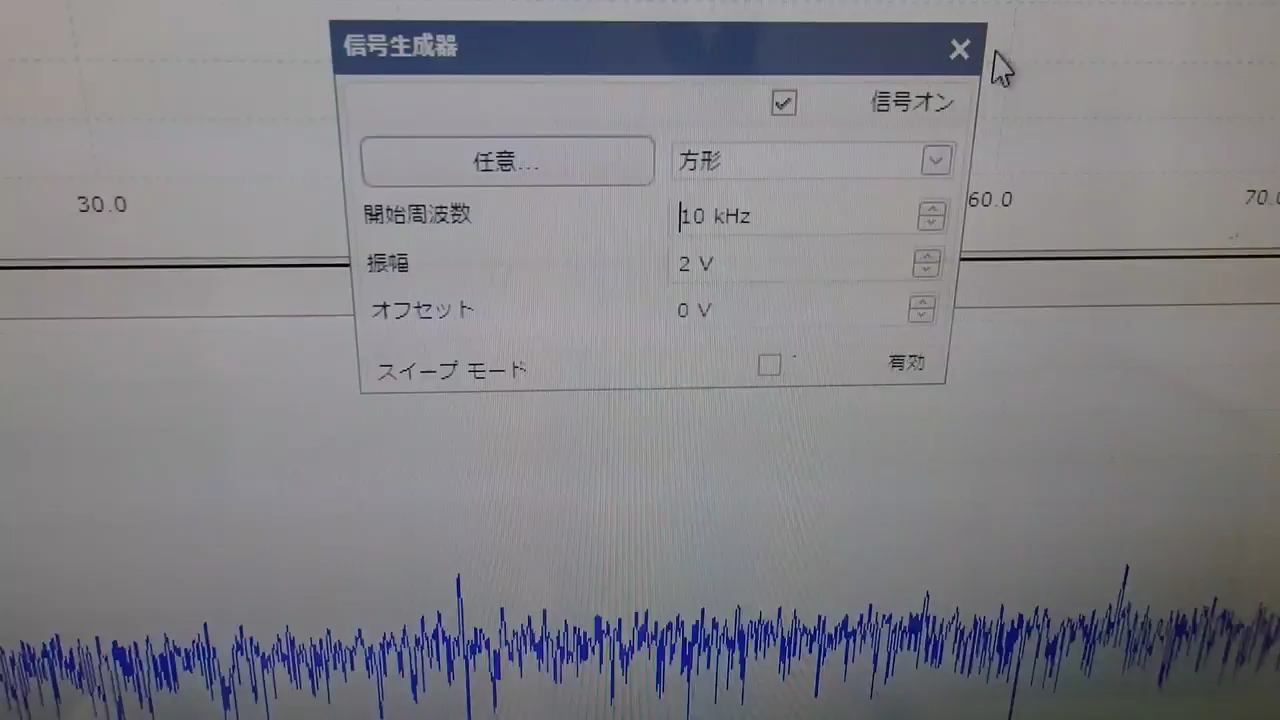 信号生成器
信号オン
任意... 方形
30.0 開始周波数 10 kHz 60.0 70.0
振幅 2 V
オフセット 0 V
スイープ モード 有効